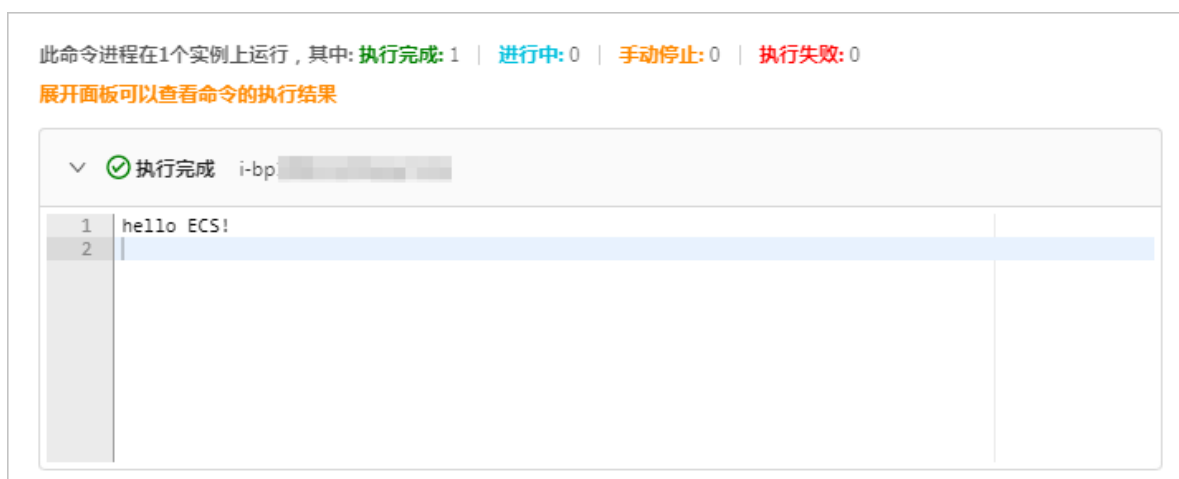 此命令进程在1个实例上运行，其中: 执行完成: 1 | 进行中: 0 | 手动停止: 0 | 执行失败: 0
展开面板可以查看命令的执行结果
执行完成 i-bp
1 hello ECS!
2